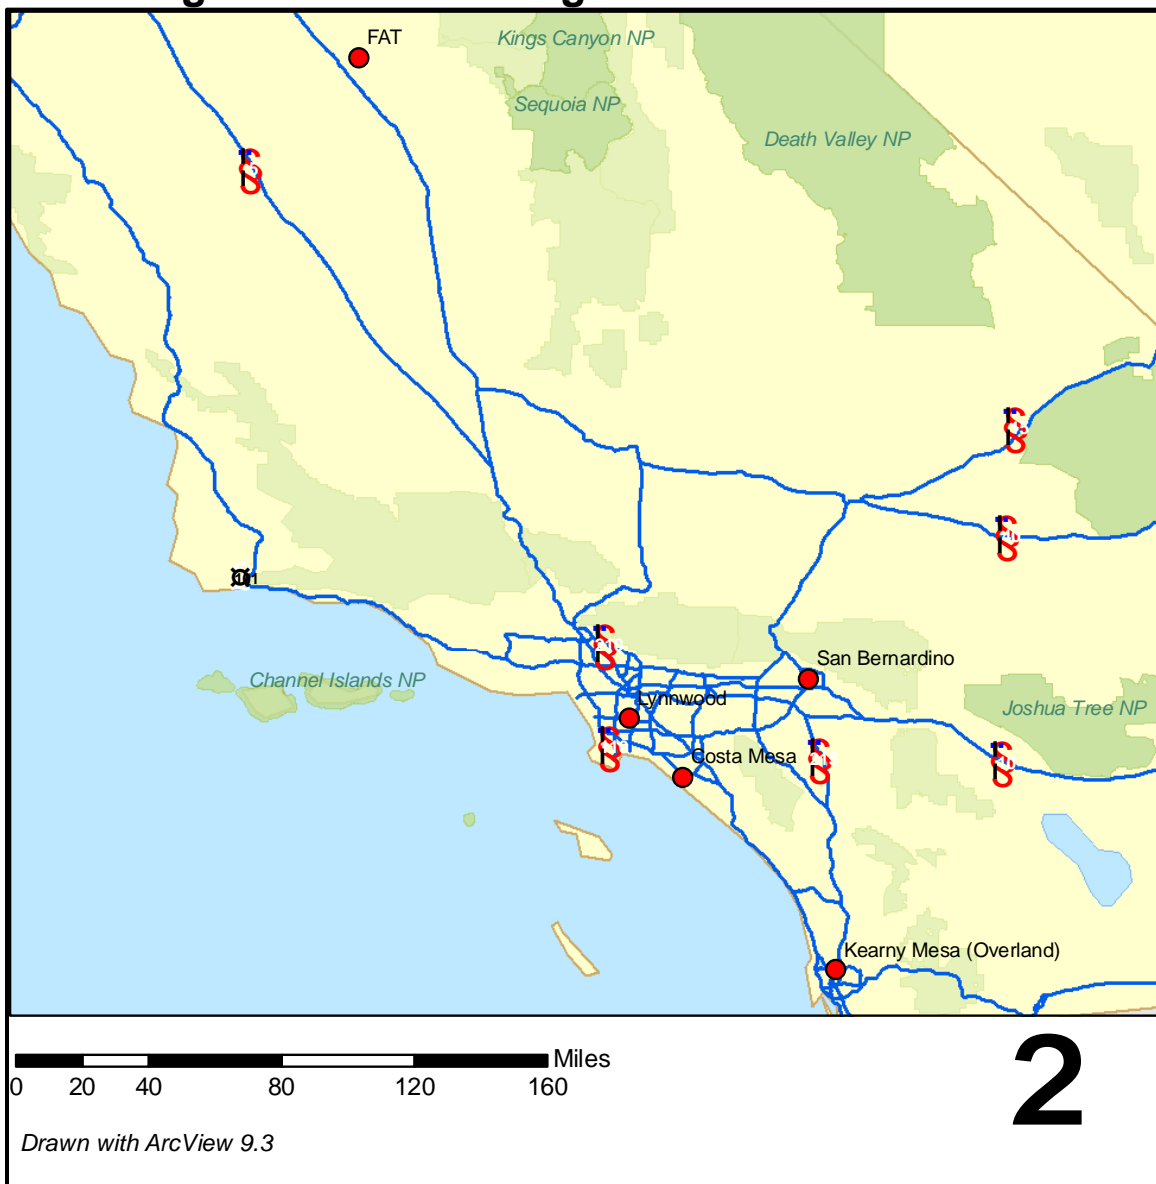 FAT
Kings Canyon NP
Sequoia NP
Death Valley NP
101
San Bernardino
Channel Islands NP
Lynnwood
Joshua Tree NP
Costa Mesa
Kearny Mesa (Overland)
Miles
0 20 40 80 120 160
2
Drawn with ArcView 9.3